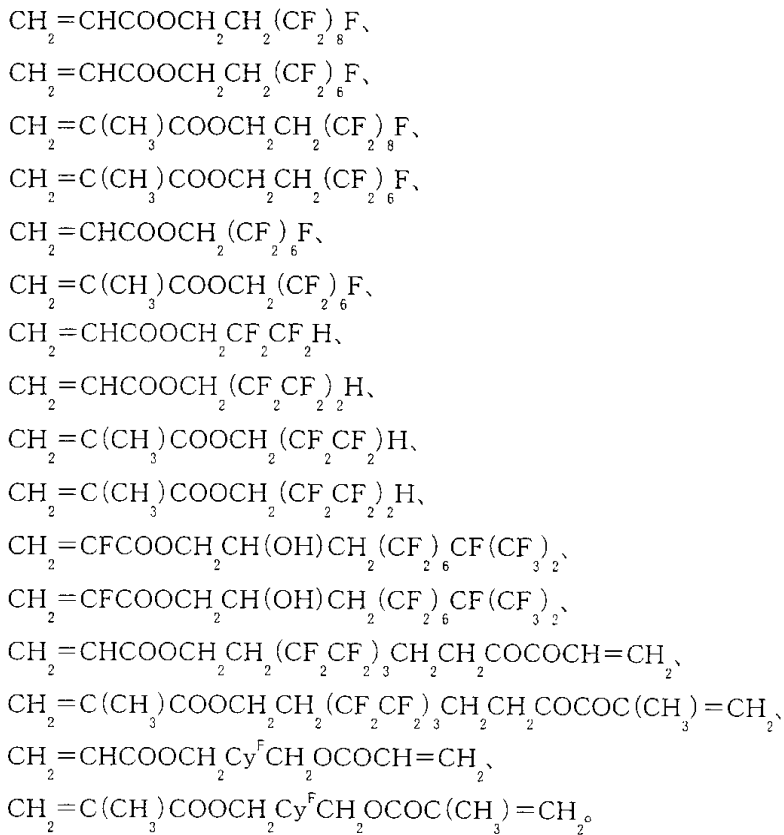 CH₂=CHCOOCH₂CH₂(CF₂)₈F、
CH₂=CHCOOCH₂CH₂(CF₂)₆F、
CH₂=C(CH₃)COOCH₂CH₂(CF₂)₈F、
CH₂=C(CH₃)COOCH₂CH₂(CF₂)₆F、
CH₂=CHCOOCH₂(CF₂)₆F、
CH₂=C(CH₃)COOCH₂(CF₂)₆F、
CH₂=CHCOOCH₂CF₂CF₂H、
CH₂=CHCOOCH₂(CF₂CF₂)₂H、
CH₂=C(CH₃)COOCH₂(CF₂CF₂)H、
CH₂=C(CH₃)COOCH₂(CF₂CF₂)₂H、
CH₂=CFCOOCH₂CH(OH)CH₂(CF₂)₆CF(CF₃)₂、
CH₂=CFCOOCH₂CH(OH)CH₂(CF₂)₆CF(CF₃)₂、
CH₂=CHCOOCH₂CH₂(CF₂CF₂)₃CH₂CH₂COCOCH=CH₂、
CH₂=C(CH₃)COOCH₂CH₂(CF₂CF₂)₃CH₂CH₂COCOC(CH₃)=CH₂、
CH₂=CHCOOCH₂CyᶠCH₂OCOCH=CH₂、
CH₂=C(CH₃)COOCH₂CyᶠCH₂OCOC(CH₃)=CH₂。